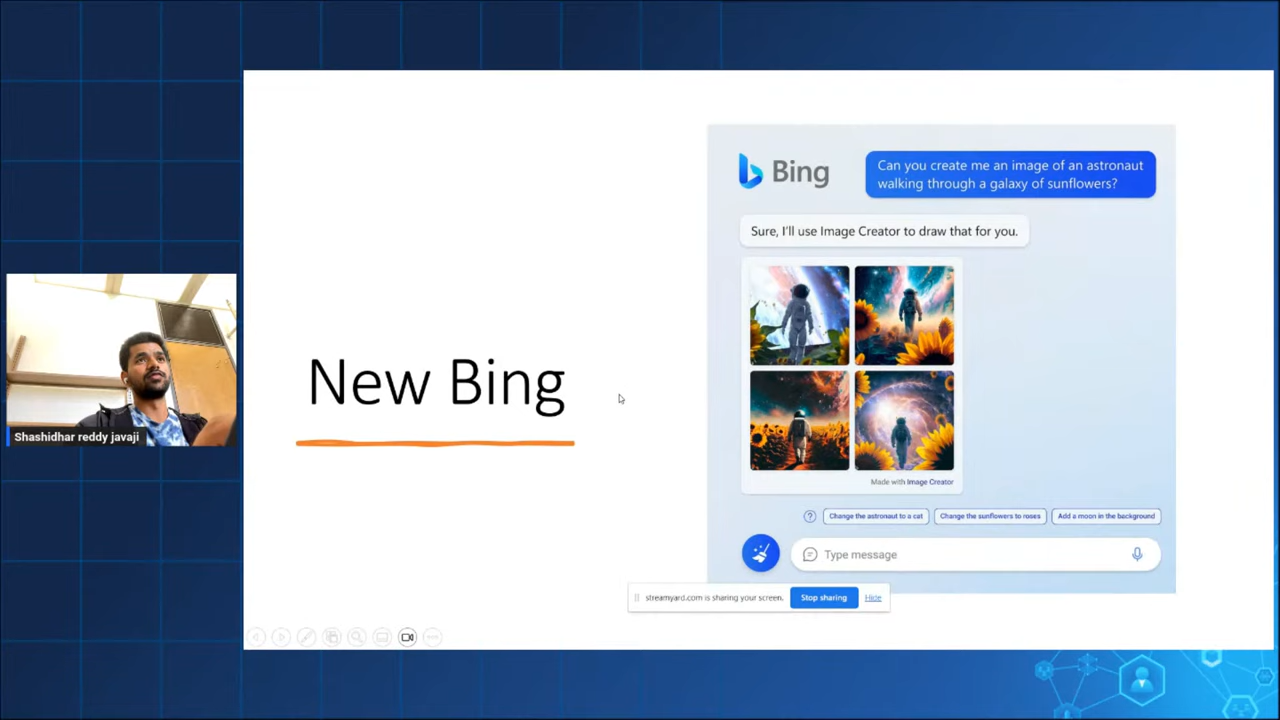 Bing
Can you create me an image of an astronaut
walking through a galaxy of sunflowers?
Sure, I'll use Image Creator to draw that for you.
New Bing
Shashidhar reddy javaji
Made with Image Creator
Change the astronaut to a cat
Change the sunflowers to roses
Add a moon in the background
Type message
streamyard.com is sharing your screen.
Stop sharing
Hide